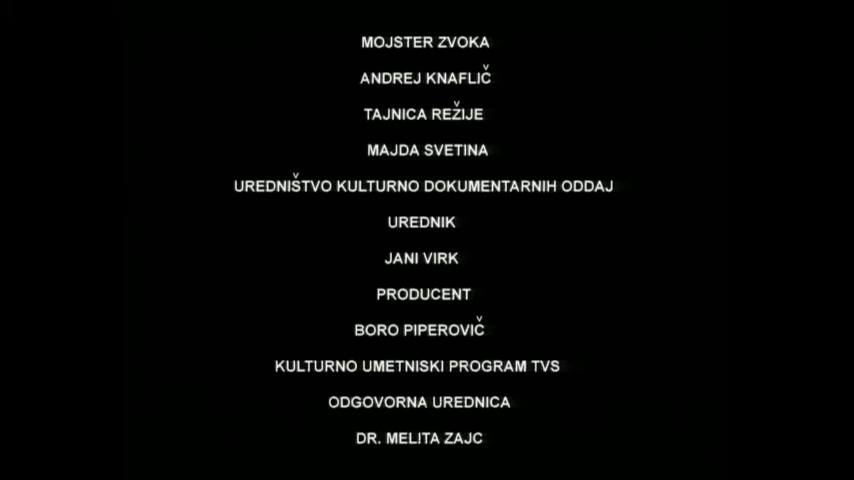 MOJSTER ZVOKA
ANDREJ KNAFLIČ
TAJNICA REŽIJE
MAJDA SVETINA
UREDNIŠTVO KULTURNO DOKUMENTARNIH ODDAJ
UREDNIK
JANI VIRK
PRODUCENT
BORO PIPEROVIČ
KULTURNO UMETNISKI PROGRAM TVS
ODGOVORNA UREDNICA
DR. MELITA ZAJC